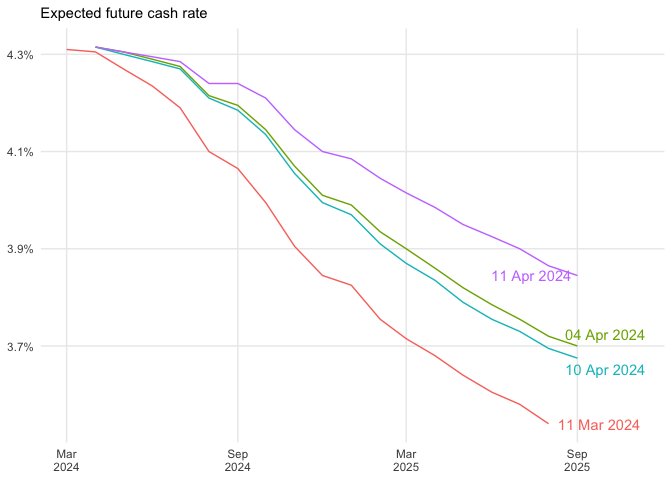 Expected future cash rate
4.3%
4.1%
3.9%
3.7%
11 Apr 2024
04 Apr 2024
10 Apr 2024
11 Mar 2024
Mar
2024
Sep
2024
Mar
2025
Sep
2025